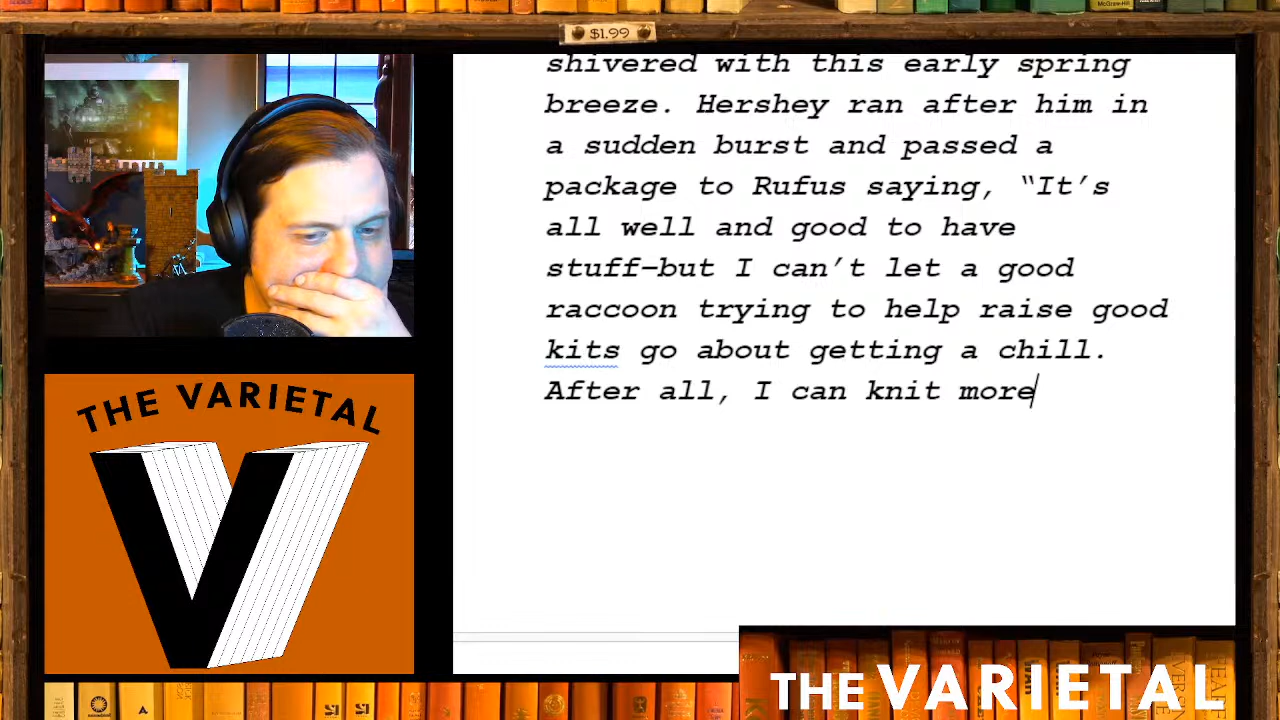 $1.99
shivered with this early spring
breeze. Hershey ran after him in
a sudden burst and passed a
package to Rufus saying, “It’s
all well and good to have
stuff–but I can’t let a good
raccoon trying to help raise good
kits go about getting a chill.
After all, I can knit more
THE VARIETAL
V
THE VARIETAL